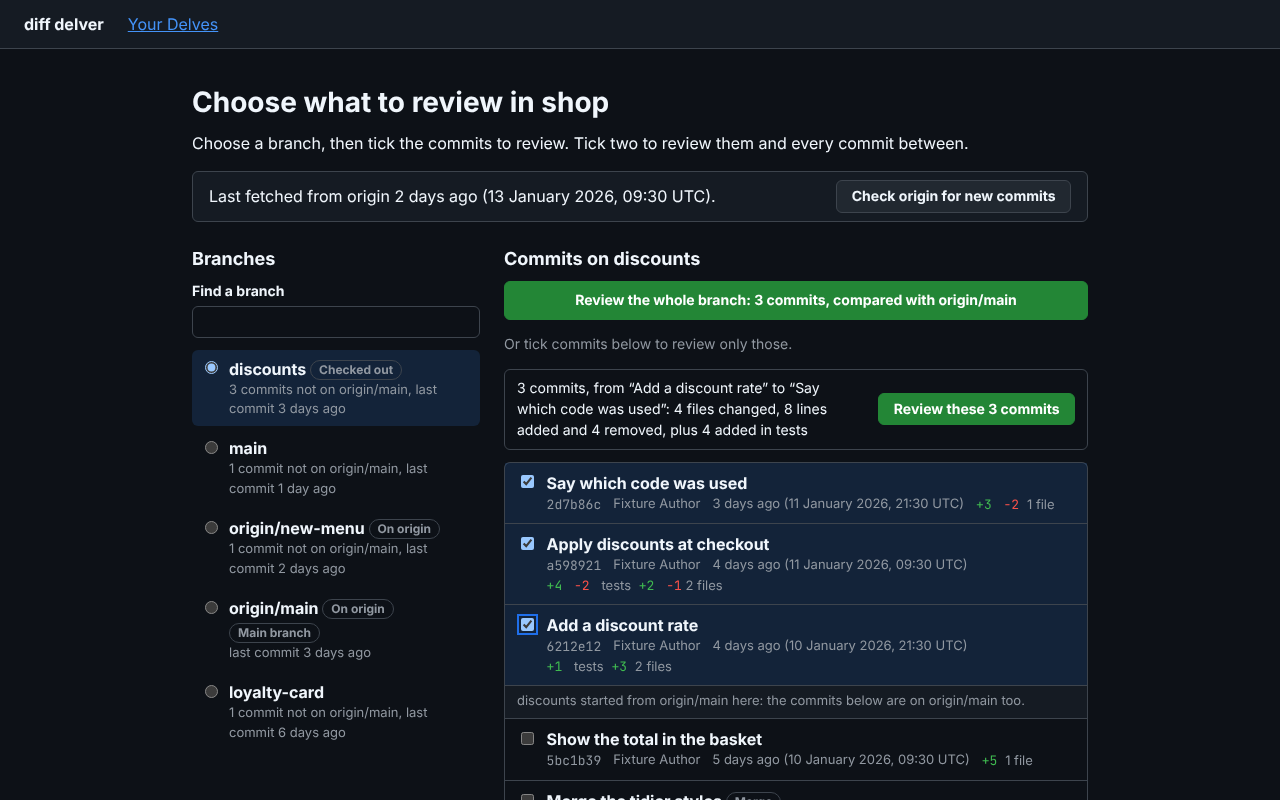 diff delver
Your Delves
Choose what to review in shop
Choose a branch, then tick the commits to review. Tick two to review them and every commit between.
Last fetched from origin 2 days ago (13 January 2026, 09:30 UTC).
Check origin for new commits
Branches
Find a branch
discounts Checked out
3 commits not on origin/main, last
commit 3 days ago
main
1 commit not on origin/main, last
commit 1 day ago
origin/new-menu On origin
1 commit not on origin/main, last
commit 2 days ago
origin/main On origin
Main branch
last commit 3 days ago
loyalty-card
1 commit not on origin/main, last
commit 6 days ago
Commits on discounts
Review the whole branch: 3 commits, compared with origin/main
Or tick commits below to review only those.
3 commits, from “Add a discount rate” to “Say
which code was used”: 4 files changed, 8 lines
added and 4 removed, plus 4 added in tests
Review these 3 commits
Say which code was used
2d7b86c Fixture Author 3 days ago (11 January 2026, 21:30 UTC) +3 -2 1 file
Apply discounts at checkout
a598921 Fixture Author 4 days ago (11 January 2026, 09:30 UTC)
+4 -2 tests +2 -1 2 files
Add a discount rate
6212e12 Fixture Author 4 days ago (10 January 2026, 21:30 UTC)
+1 tests +3 2 files
discounts started from origin/main here: the commits below are on origin/main too.
Show the total in the basket
5bc1b39 Fixture Author 5 days ago (10 January 2026, 09:30 UTC) +5 1 file
Merge the tidier styles Merge